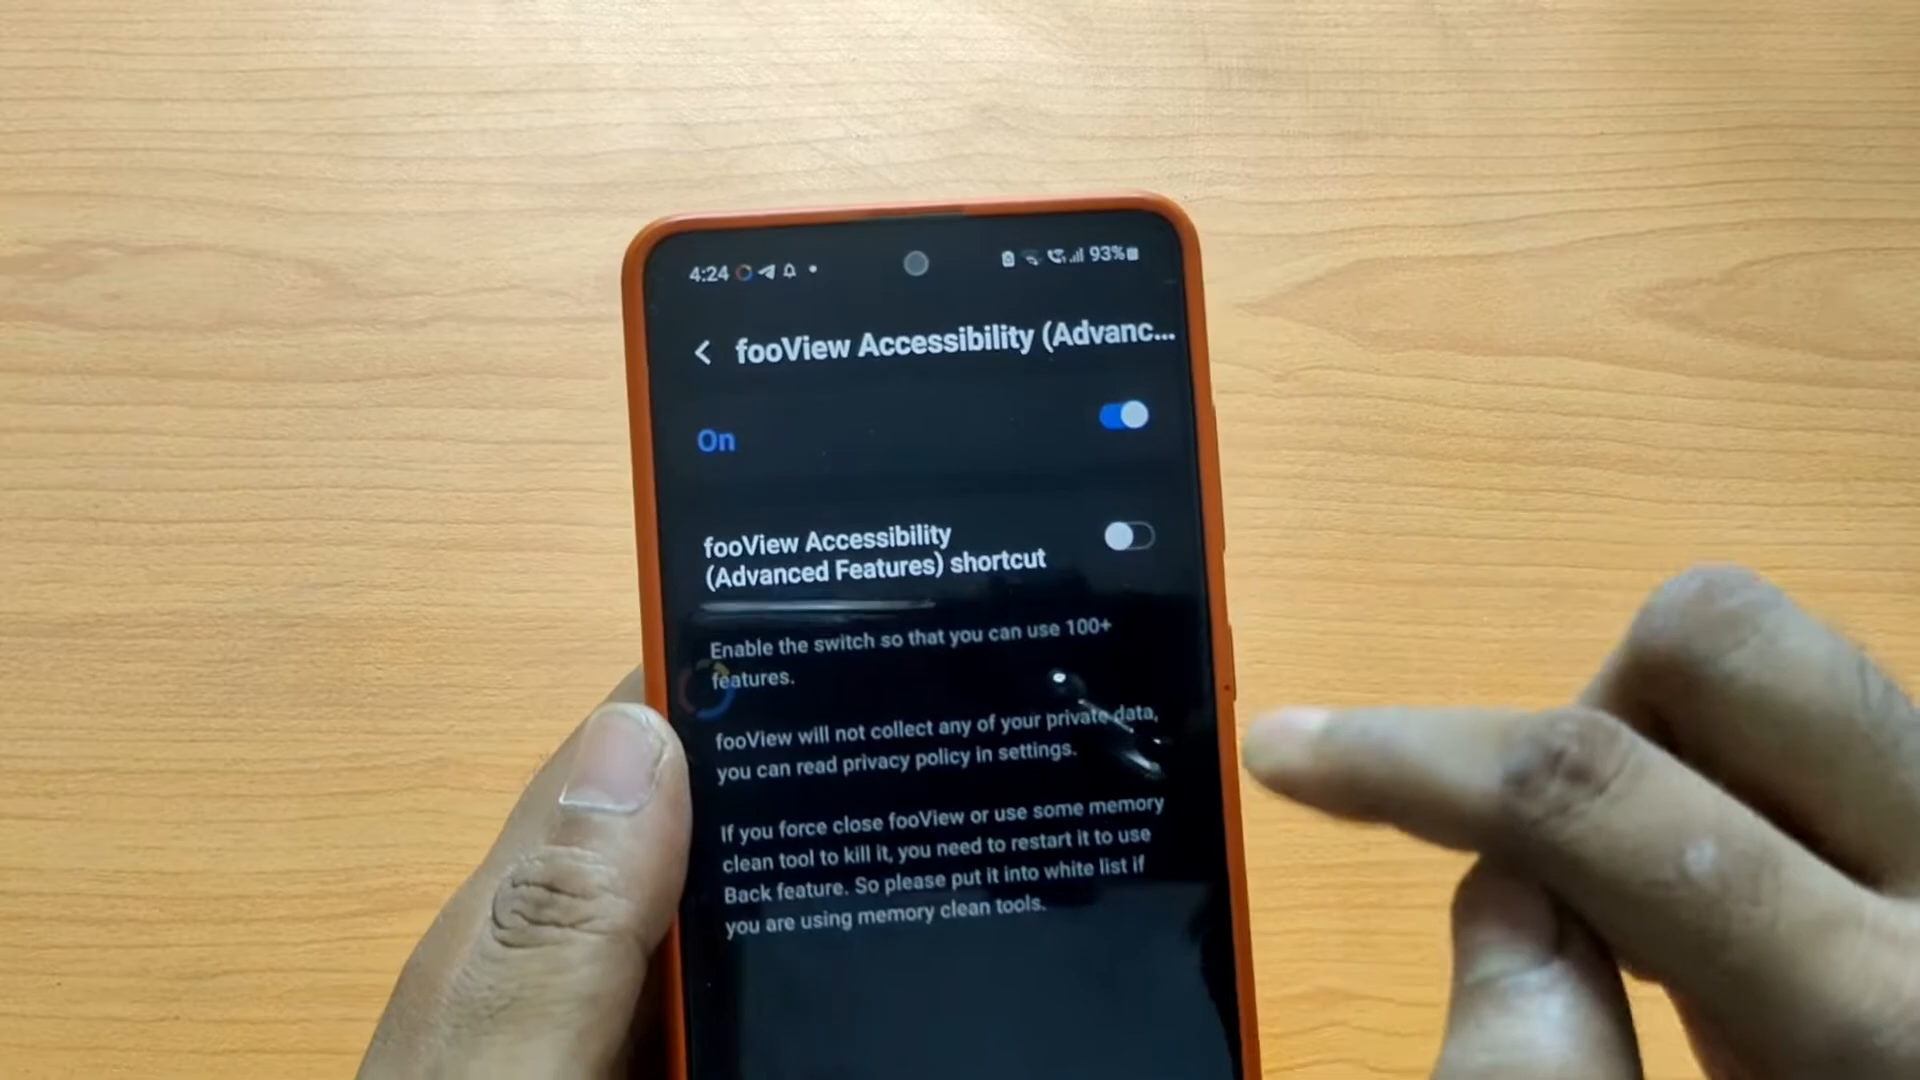 4:24
93%
fooView Accessibility (Advanc...
On
fooView Accessibility
(Advanced Features) shortcut
Enable the switch so that you can use 100+
features.
fooView will not collect any of your private data,
you can read privacy policy in settings.
If you force close fooView or use some memory
clean tool to kill it, you need to restart it to use
Back feature. So please put it into white list if
you are using memory clean tools.